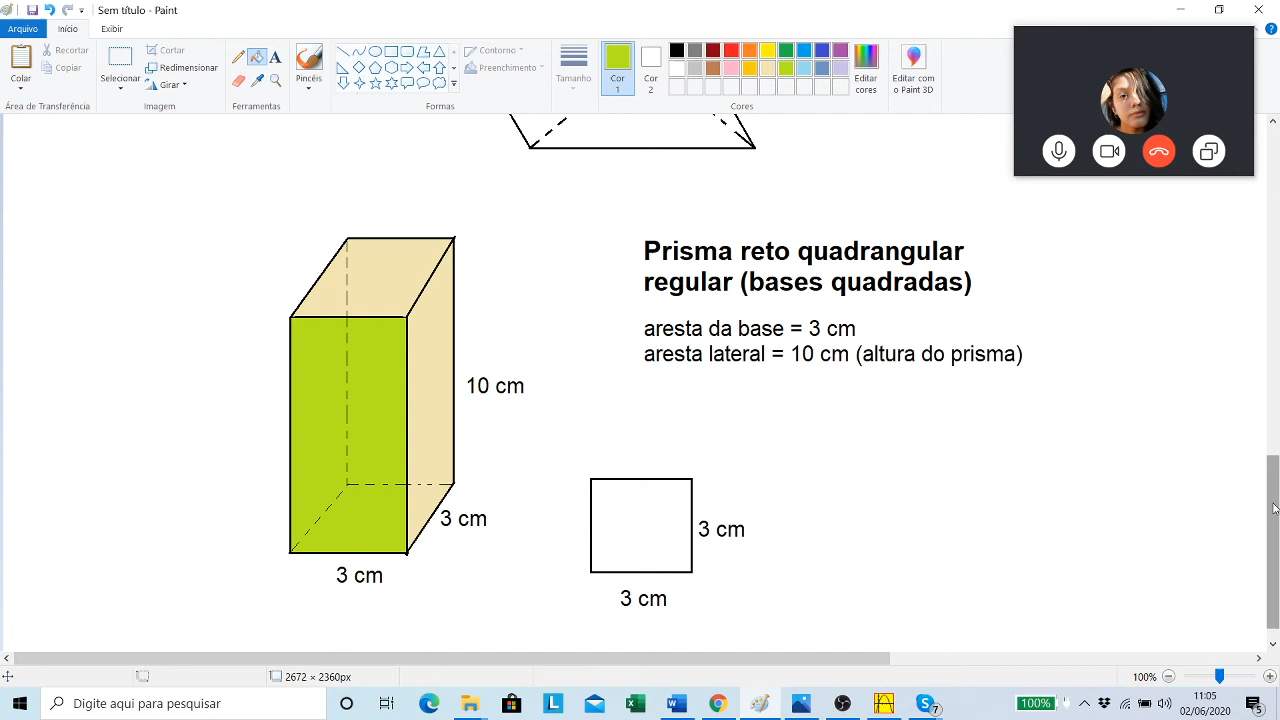 Sem título - Paint
Arquivo
Início
Exibir
Colar
Recortar
Copiar
Área de Transferência
Selecionar
Cortar
Redimensionar
Girar
Imagem
A
Ferramentas
Pincéis
Formas
Contorno
Preenchimento
Tamanho
Cor 1
Cor 2
Cores
Editar cores
Editar com o Paint 3D
Prisma reto quadrangular
regular (bases quadradas)
aresta da base = 3 cm
aresta lateral = 10 cm (altura do prisma)
10 cm
3 cm
3 cm
3 cm
3 cm
2672 × 2360px
100%
Digite aqui para pesquisar
100%
11:05
02/06/2020
7
5